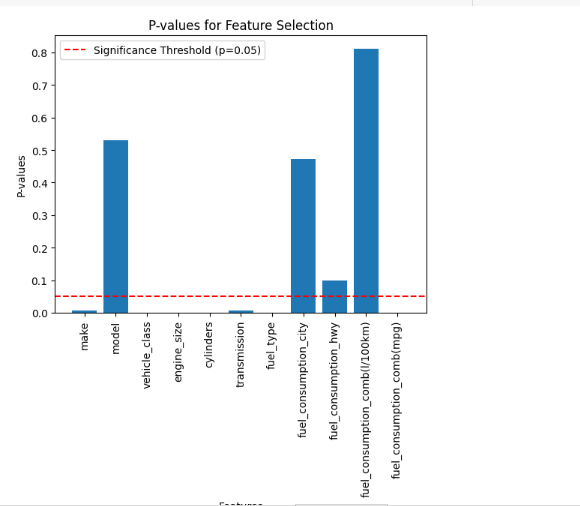 P-values for Feature Selection
Significance Threshold (p=0.05)
P-values
0.8
0.7
0.6
0.5
0.4
0.3
0.2
0.1
0.0
make
model
vehicle_class
engine_size
cylinders
transmission
fuel_type
fuel_consumption_city
fuel_consumption_hwy
fuel_consumption_comb(l/100km)
fuel_consumption_comb(mpg)
Features